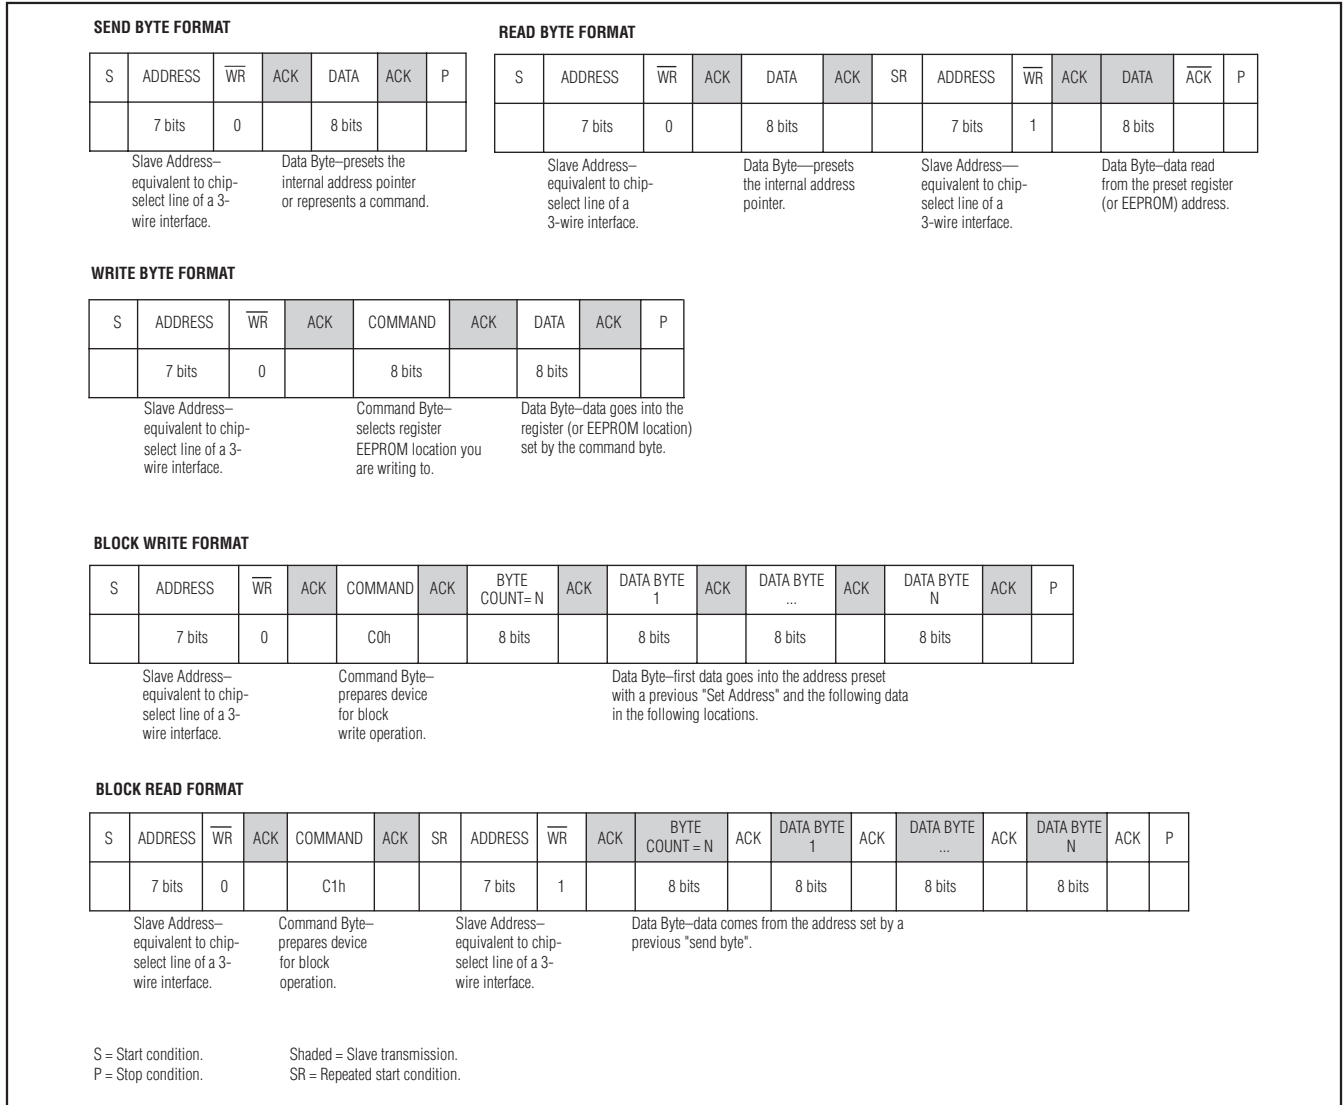 SEND BYTE FORMAT
S ADDRESS WR ACK DATA ACK P
7 bits 0 8 bits
Slave Address–
equivalent to chip-
select line of a 3-
wire interface.
Data Byte–presets the
internal address pointer
or represents a command.
READ BYTE FORMAT
S ADDRESS WR ACK DATA ACK SR ADDRESS WR ACK DATA ACK P
7 bits 0 8 bits 7 bits 1 8 bits
Slave Address–
equivalent to chip-
select line of a
3-wire interface.
Data Byte—presets
the internal address
pointer.
Slave Address—
equivalent to chip-
select line of a
3-wire interface.
Data Byte–data read
from the preset register
(or EEPROM) address.
WRITE BYTE FORMAT
S ADDRESS WR ACK COMMAND ACK DATA ACK P
7 bits 0 8 bits 8 bits
Slave Address–
equivalent to chip-
select line of a 3-
wire interface.
Command Byte–
selects register
EEPROM location you
are writing to.
Data Byte–data goes into the
register (or EEPROM location)
set by the command byte.
BLOCK WRITE FORMAT
S ADDRESS WR ACK COMMAND ACK BYTE COUNT= N ACK DATA BYTE 1 ACK DATA BYTE ... ACK DATA BYTE N ACK P
7 bits 0 C0h 8 bits 8 bits 8 bits 8 bits
Slave Address–
equivalent to chip-
select line of a 3-
wire interface.
Command Byte–
prepares device
for block
write operation.
Data Byte–first data goes into the address preset
with a previous "Set Address" and the following data
in the following locations.
BLOCK READ FORMAT
S ADDRESS WR ACK COMMAND ACK SR ADDRESS WR ACK BYTE COUNT = N ACK DATA BYTE 1 ACK DATA BYTE ... ACK DATA BYTE N ACK P
7 bits 0 C1h 7 bits 1 8 bits 8 bits 8 bits 8 bits
Slave Address–
equivalent to chip-
select line of a 3-
wire interface.
Command Byte–
prepares device
for block
operation.
Slave Address–
equivalent to chip-
select line of a 3-
wire interface.
Data Byte–data comes from the address set by a
previous "send byte".
S = Start condition.
P = Stop condition.
Shaded = Slave transmission.
SR = Repeated start condition.